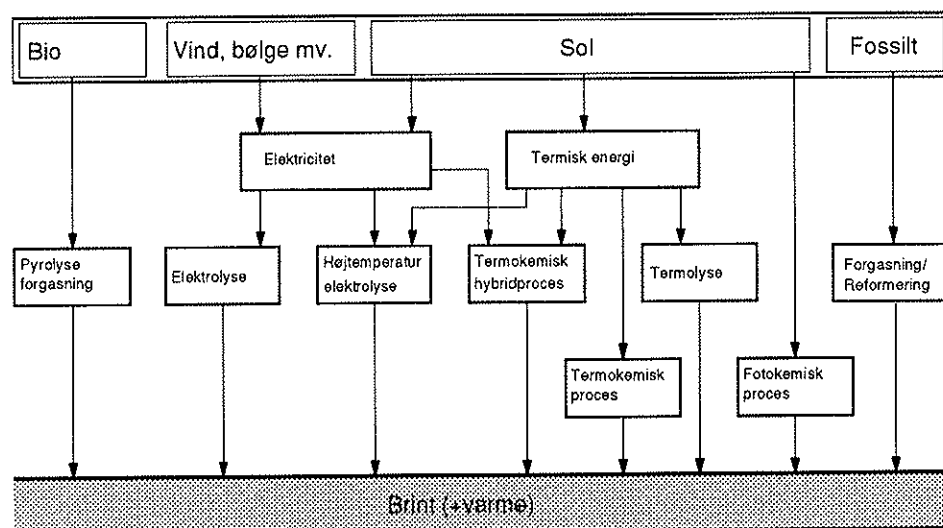 Bio
Vind, bølge mv.
Sol
Fossilt
Elektricitet
Termisk energi
Pyrolyse
forgasning
Elektrolyse
Højtemperatur
elektrolyse
Termokemisk
hybridproces
Termolyse
Forgasning/
Reformering
Termokemisk
proces
Fotokemisk
proces
Brint (+varme)